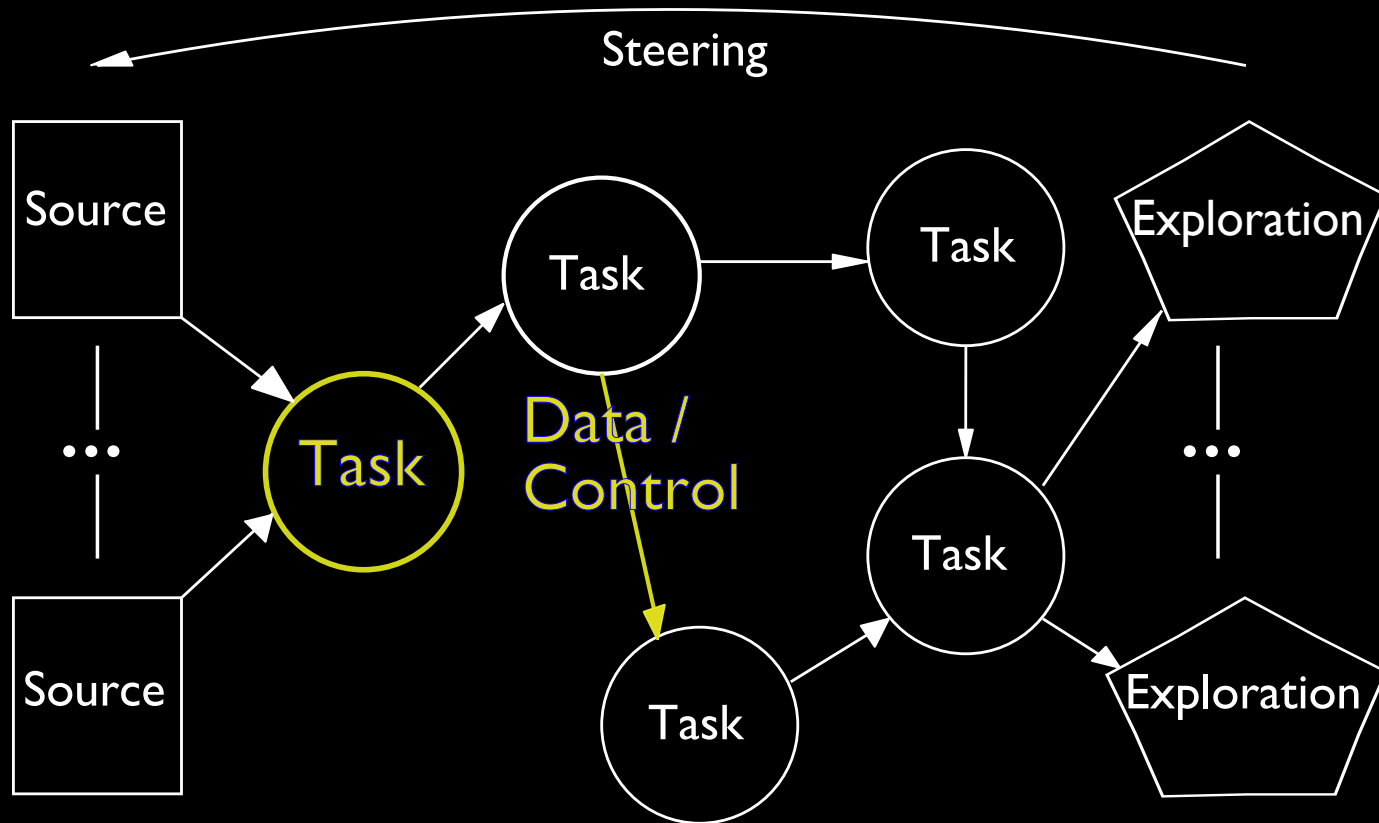 Steering
Source
Exploration
Task
Task
Data /
Control
Task
Task
Source
Exploration
Task